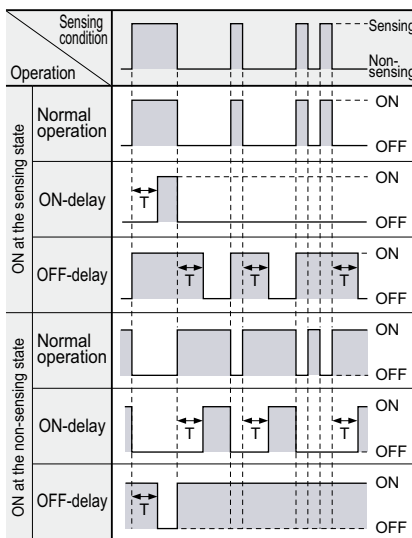 Sensing
condition
Operation
Sensing
Non-
sensing
ON at the sensing state
Normal
operation
ON
OFF
ON-delay
T
ON
OFF
OFF-delay
T
T
T
ON
OFF
ON at the non-sensing state
Normal
operation
ON
OFF
ON-delay
T
T
T
ON
OFF
OFF-delay
T
ON
OFF